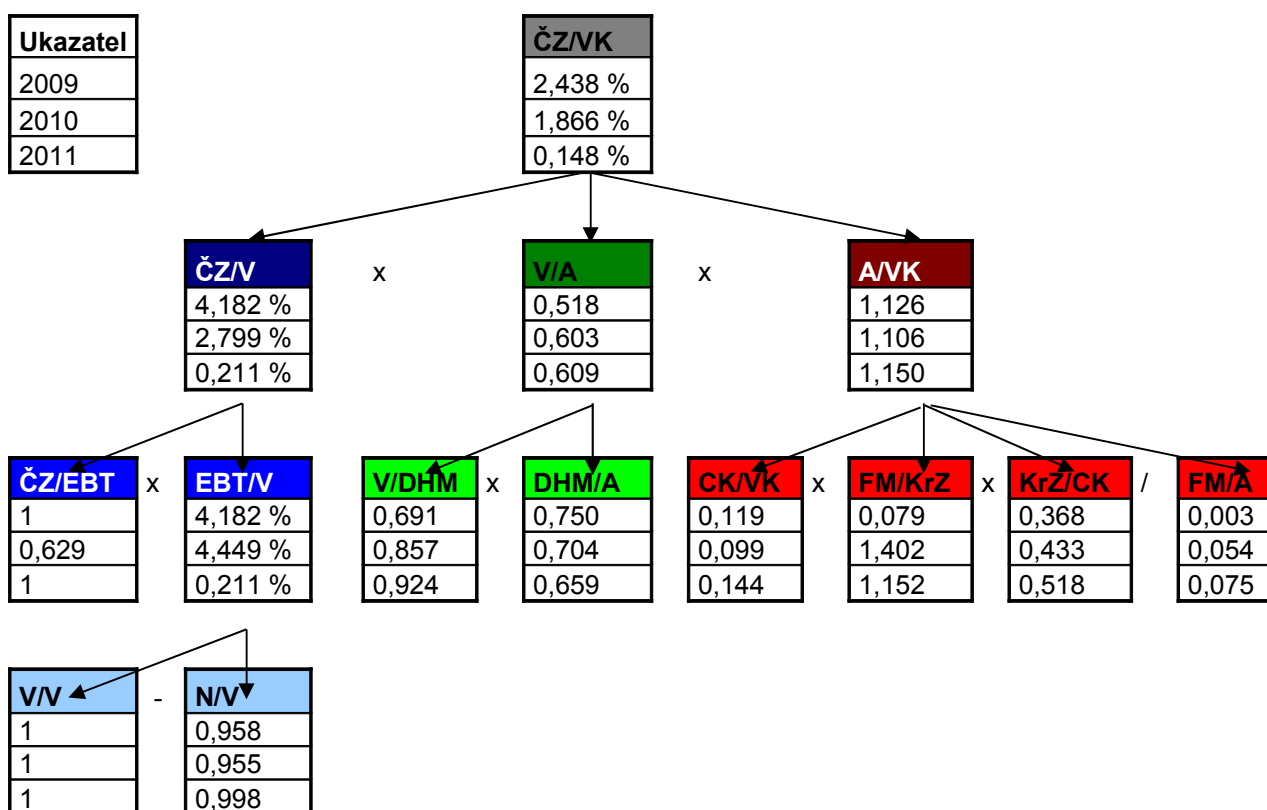 Ukazatel ČZ/VK
2009 2,438 %
2010 1,866 %
2011 0,148 %
ČZ/V x V/A x A/VK
4,182 % 0,518 1,126
2,799 % 0,603 1,106
0,211 % 0,609 1,150
ČZ/EBT x EBT/V V/DHM x DHM/A CK/VK x FM/KrZ x KrZ/CK / FM/A
1 4,182 % 0,691 0,750 0,119 0,079 0,368 0,003
0,629 4,449 % 0,857 0,704 0,099 1,402 0,433 0,054
1 0,211 % 0,924 0,659 0,144 1,152 0,518 0,075
V/V - N/V
1 0,958
1 0,955
1 0,998